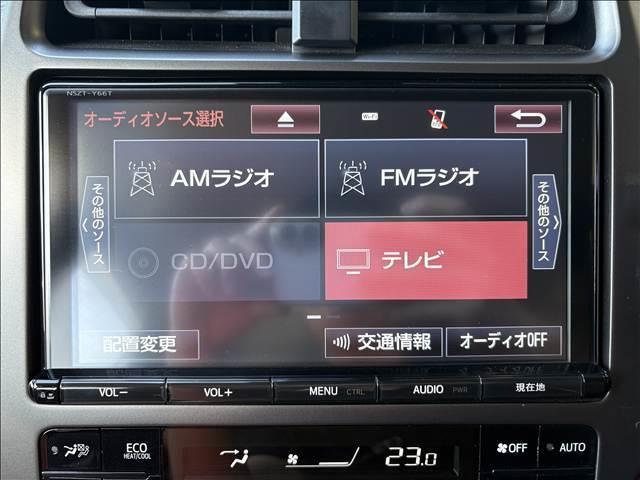 NSZT-Y66T
オーディオソース選択
Wi-Fi
その他のソース
AMラジオ
FMラジオ
その他のソース
CD/DVD
テレビ
配置変更
交通情報
オーディオOFF
VOL−
VOL+
MENU CTRL
AUDIO PWR
現在地
ECO
HEAT/COOL
23.0
OFF
AUTO